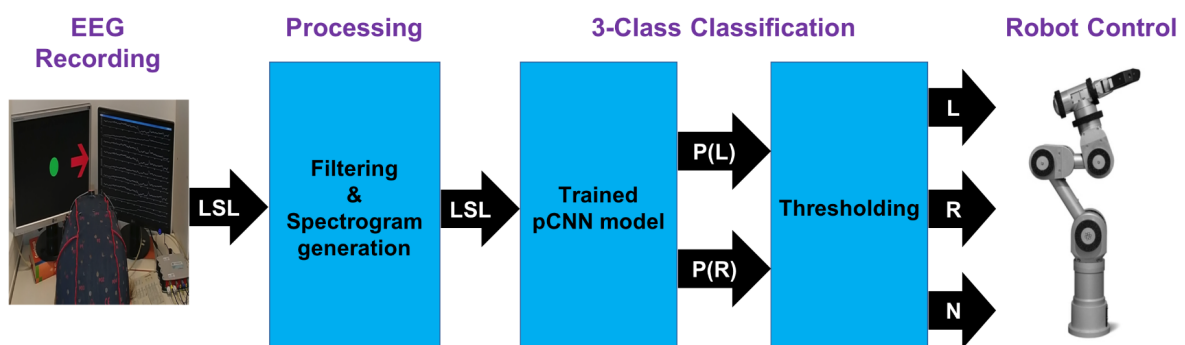 EEG
Recording
Processing
3-Class Classification
Robot Control
LSL
Filtering
&
Spectrogram
generation
LSL
Trained
pCNN model
P(L)
P(R)
Thresholding
L
R
N